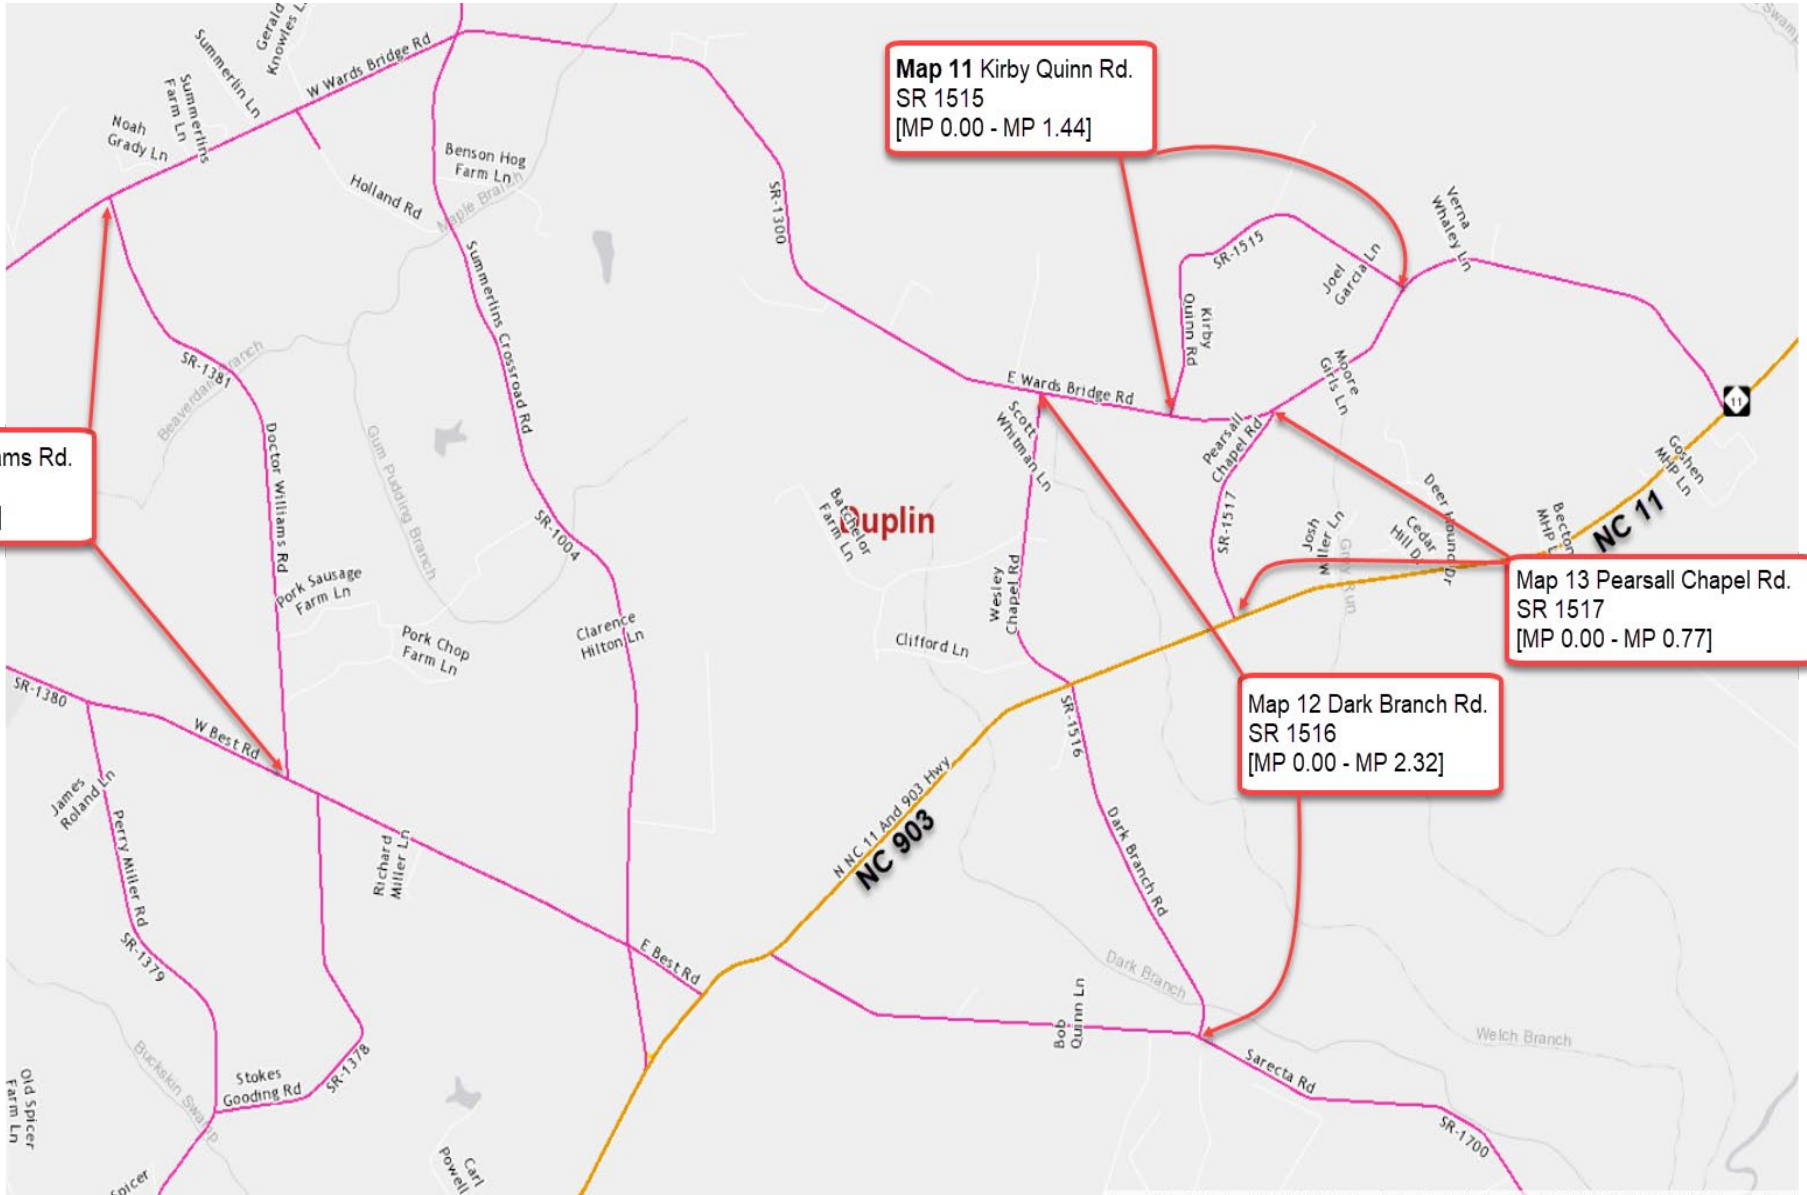 Gerald
Knowles L
Summerlin Ln
W Wards Bridge Rd
Summerlins
Farm Ln
Noah
Grady Ln
Benson Hog
Farm Ln
Maple Branch
Holland Rd
Swamp
Map 11 Kirby Quinn Rd.
SR 1515
[MP 0.00 - MP 1.44]
SR-1300
SR-1515
Joel
Garcia Ln
Verna
Whaley Ln
Summerlins Crossroad Rd
Kirby
Quinn Rd
SR-1381
Beaverdam Branch
Moore
Girls Ln
E Wards Bridge Rd
11
Scott
Whitman Ln
Pearsall
Chapel Rd
Doctor Williams Rd
Gum Pudding Branch
ms Rd.
]
Goshen
MHP Ln
Deer Hound Dr
Cedar
Hill Dr
Becton
MHP L
NC 11
Duplin
Batchelor
Farm Ln
SR-1004
SR-1517
Josh
Miller Ln
Grady Run
Map 13 Pearsall Chapel Rd.
SR 1517
[MP 0.00 - MP 0.77]
Wesley
Chapel Rd
Pork Sausage
Farm Ln
Pork Chop
Farm Ln
Clarence
Hilton Ln
Clifford Ln
SR-1380
W Best Rd
SR-1516
Map 12 Dark Branch Rd.
SR 1516
[MP 0.00 - MP 2.32]
James
Roland Ln
Perry Miller Rd
Richard
Miller Ln
N NC 11 And 903 Hwy
NC 903
Dark Branch Rd
SR-1379
E Best Rd
Dark Branch
Bob
Quinn Ln
Welch Branch
Buckskin Swamp
Stokes
Gooding Rd
SR-1378
Sarecta Rd
Old Spicer
Farm Ln
SR-1700
Carl
Powell
Spicer